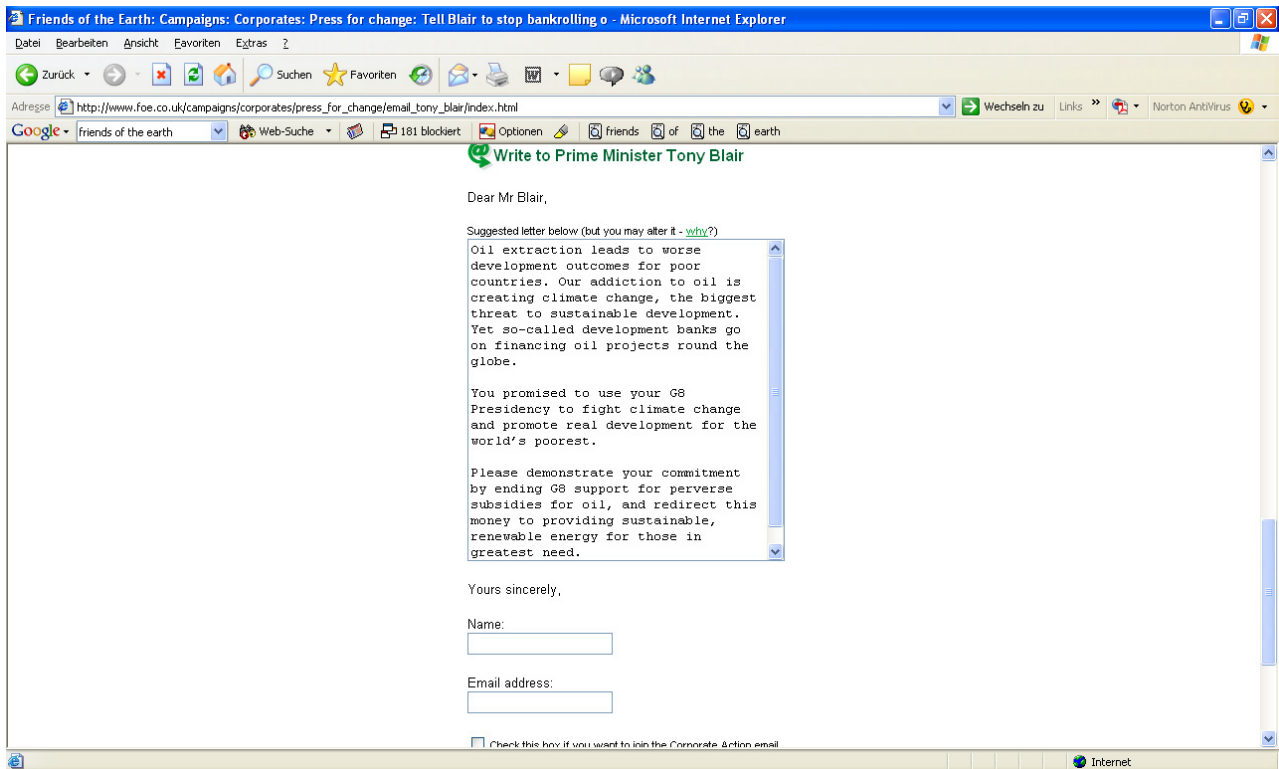 Friends of the Earth: Campaigns: Corporates: Press for change: Tell Blair to stop bankrolling o - Microsoft Internet Explorer
Datei Bearbeiten Ansicht Favoriten Extras ?
Zurück Suchen Favoriten
Adresse http://www.foe.co.uk/campaigns/corporates/press_for_change/email_tony_blair/index.html Wechseln zu Links » Norton AntiVirus
Google friends of the earth Web-Suche 181 blockiert Optionen friends of the earth
Write to Prime Minister Tony Blair
Dear Mr Blair,
Suggested letter below (but you may alter it - why?)
Oil extraction leads to worse
development outcomes for poor
countries. Our addiction to oil is
creating climate change, the biggest
threat to sustainable development.
Yet so-called development banks go
on financing oil projects round the
globe.
You promised to use your G8
Presidency to fight climate change
and promote real development for the
world's poorest.
Please demonstrate your commitment
by ending G8 support for perverse
subsidies for oil, and redirect this
money to providing sustainable,
renewable energy for those in
greatest need.
Yours sincerely,
Name:
Email address:
Check this box if you want to join the Corporate Action email
Internet